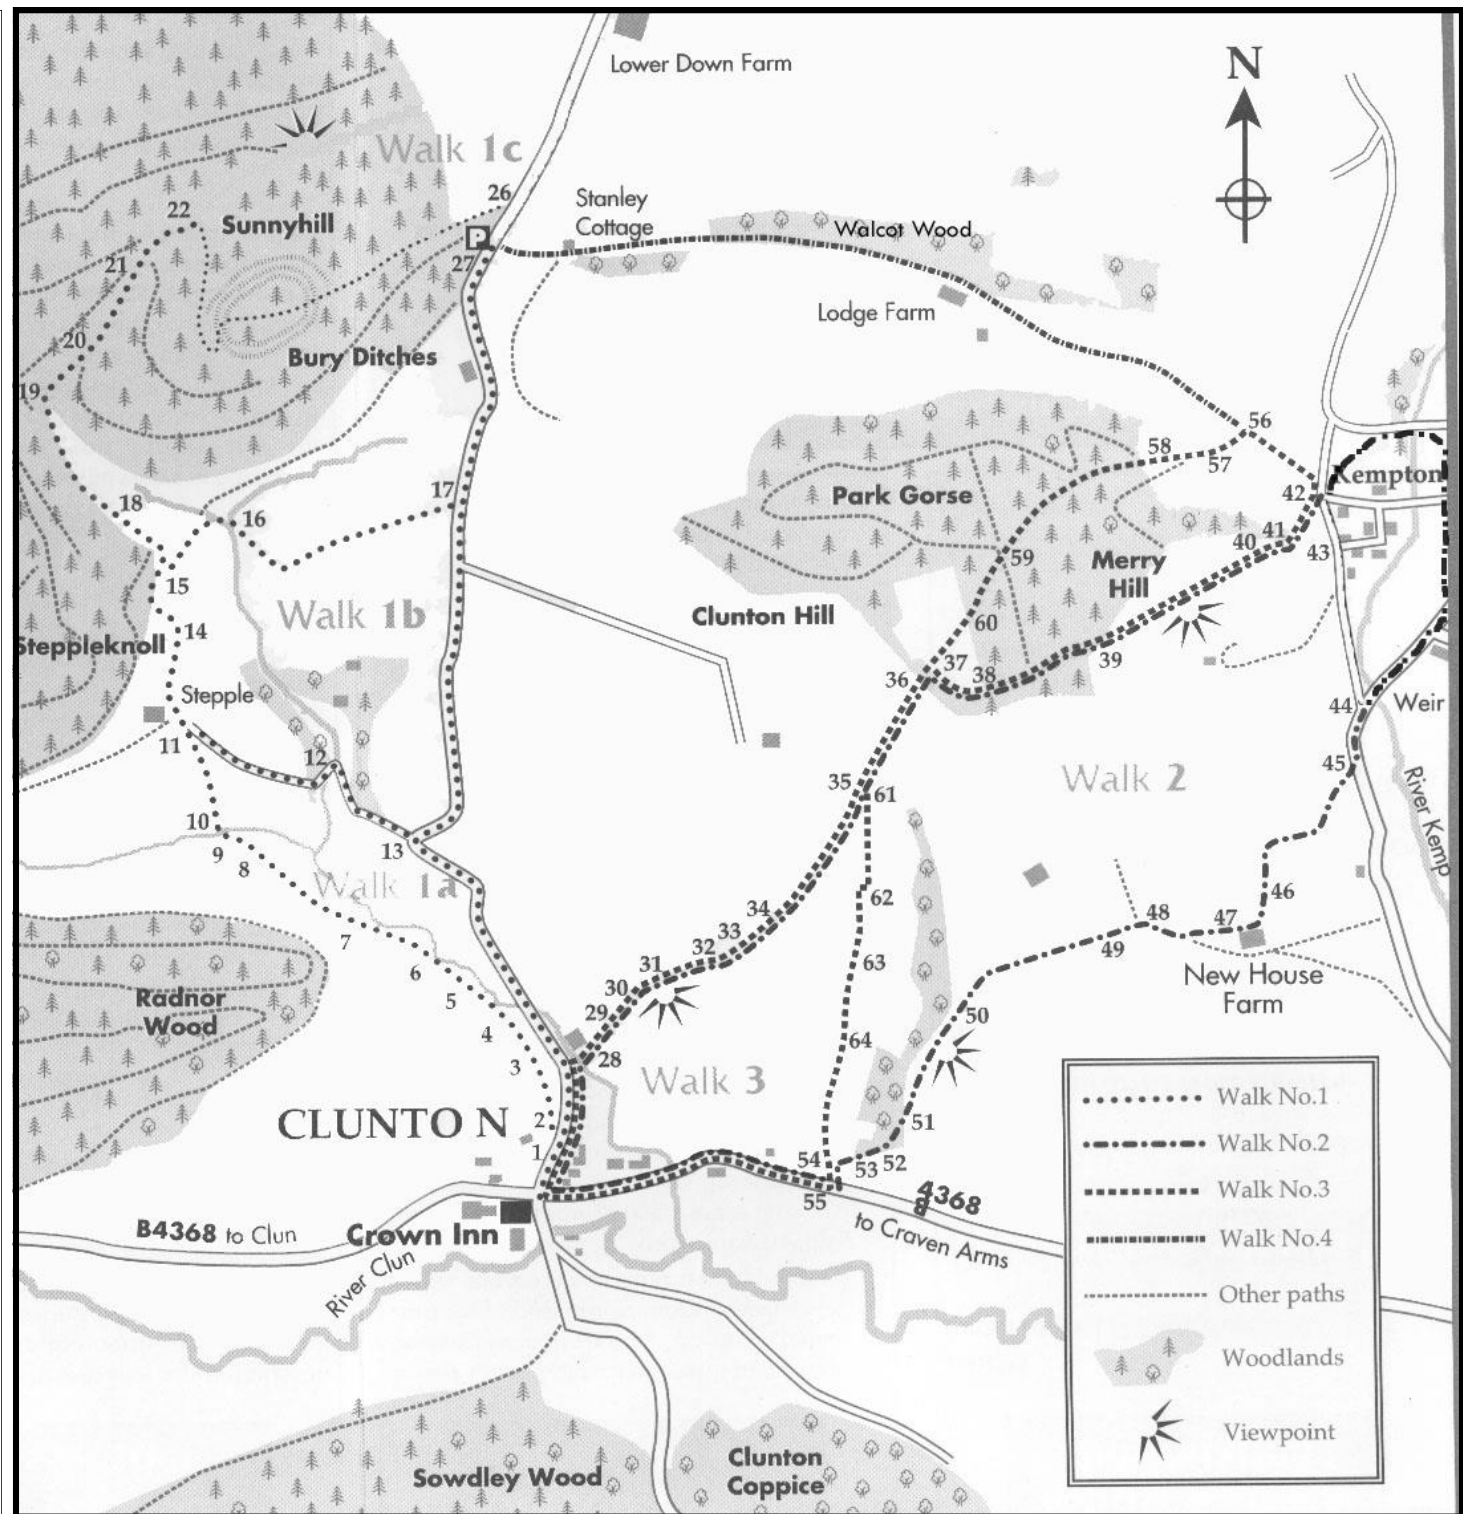 N
Lower Down Farm
Walk 1c
26
Stanley
Cottage
22
Sunnyhill
P
27
Walcot Wood
21
Lodge Farm
20
Bury Ditches
19
56
58
57
Kempton
17
42
Park Gorse
18
16
41
40
43
59
Merry
Hill
15
Walk 1b
Clunton Hill
60
14
Steppleknoll
39
37
36
38
Stepple
44
Weir
11
12
45
35
61
Walk 2
River Kemp
10
9
8
13
Walk 1a
62
46
34
48
47
7
33
49
32
6
31
63
New House
Farm
30
5
Radnor
Wood
29
50
4
64
28
3
Walk 3
CLUNTO N
2
51
1
52
54
53
55
4368
B
to Craven Arms
B4368 to Clun
Crown Inn
River Clun
Walk No.1
Walk No.2
Walk No.3
Walk No.4
Other paths
Woodlands
Viewpoint
Sowdley Wood
Clunton
Coppice